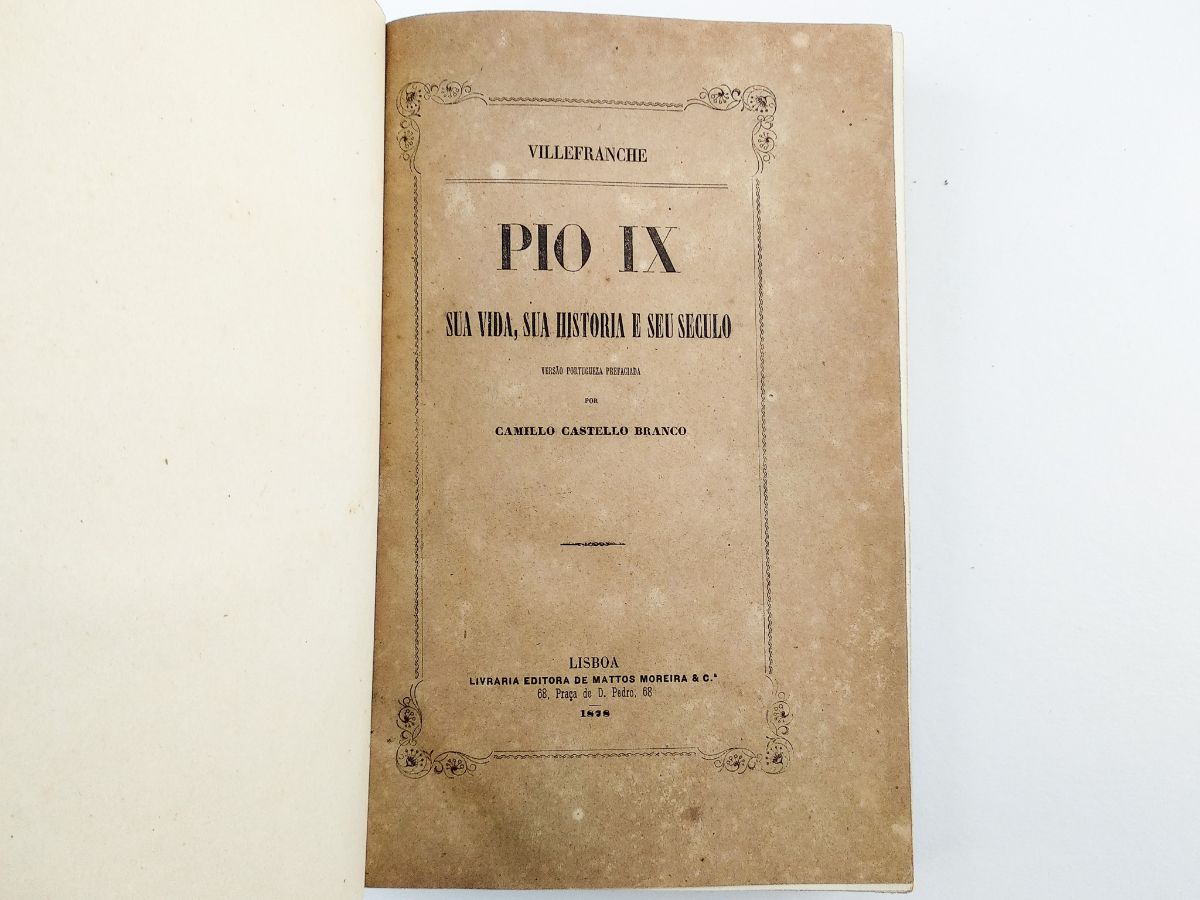 VILLEFRANCHE
PIO IX
SUA VIDA, SUA HISTORIA E SEU SECULO
VERSÃO PORTUGUEZA PREFACIADA
POR
CAMILLO CASTELLO BRANCO
LISBOA
LIVRARIA EDITORA DE MATTOS MOREIRA & C.ª
68, Praça de D. Pedro, 68
1878